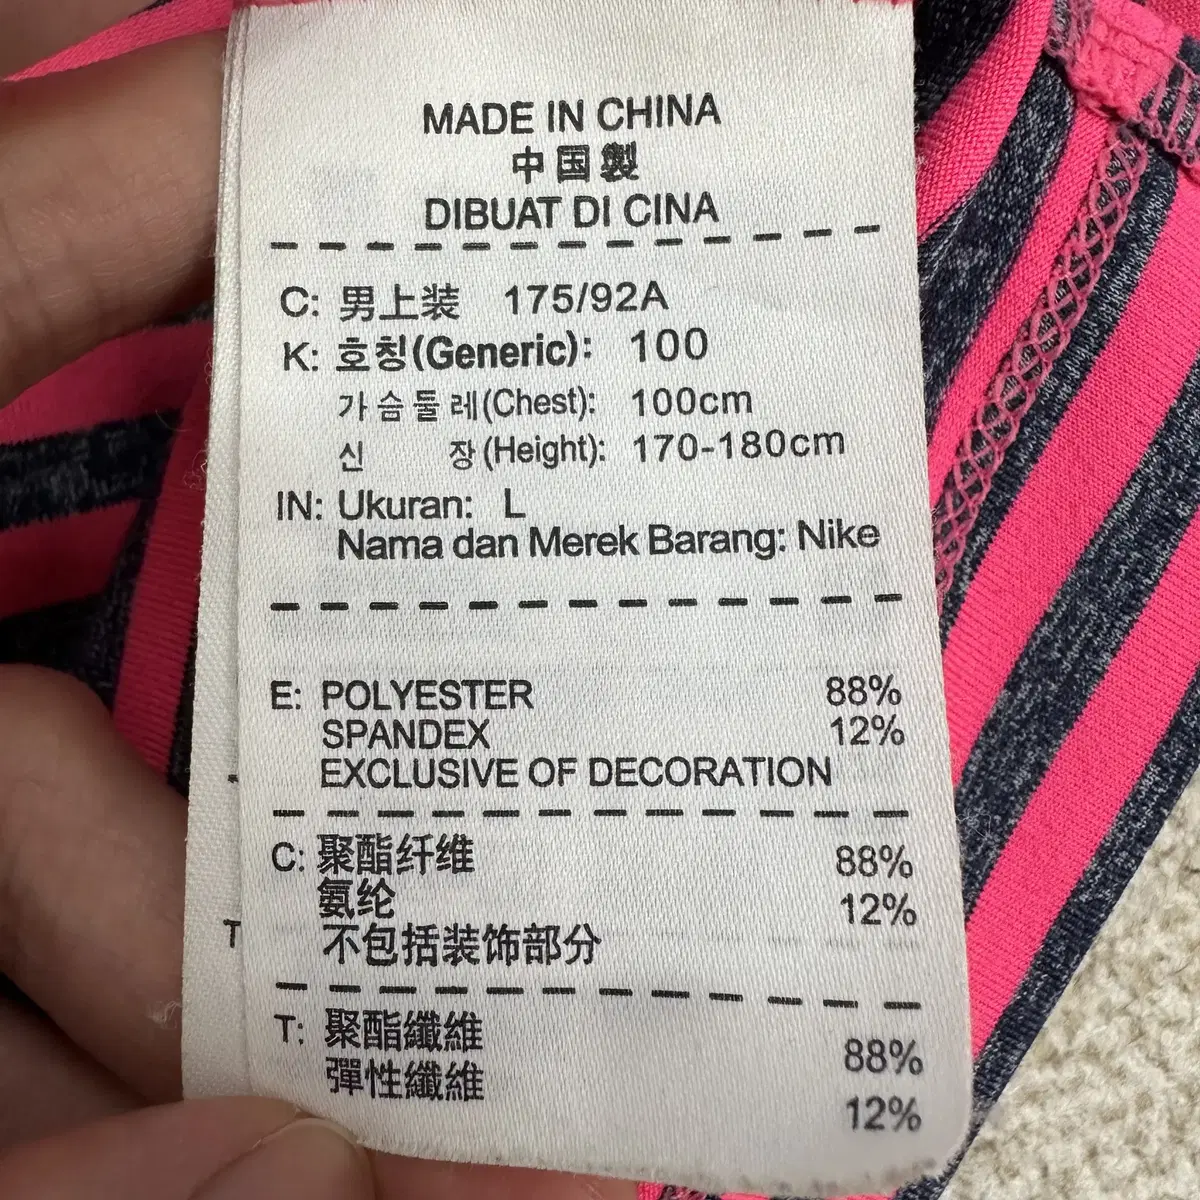 MADE IN CHINA
中国製
DIBUAT DI CINA
C: 男上装 175/92A
K: 호칭(Generic): 100
가슴둘레(Chest): 100cm
신 장(Height): 170-180cm
IN: Ukuran: L
Nama dan Merek Barang: Nike
E: POLYESTER 88%
SPANDEX 12%
EXCLUSIVE OF DECORATION
C: 聚酯纤维 88%
氨纶 12%
不包括装饰部分
T: 聚酯纖維 88%
彈性纖維 12%
T